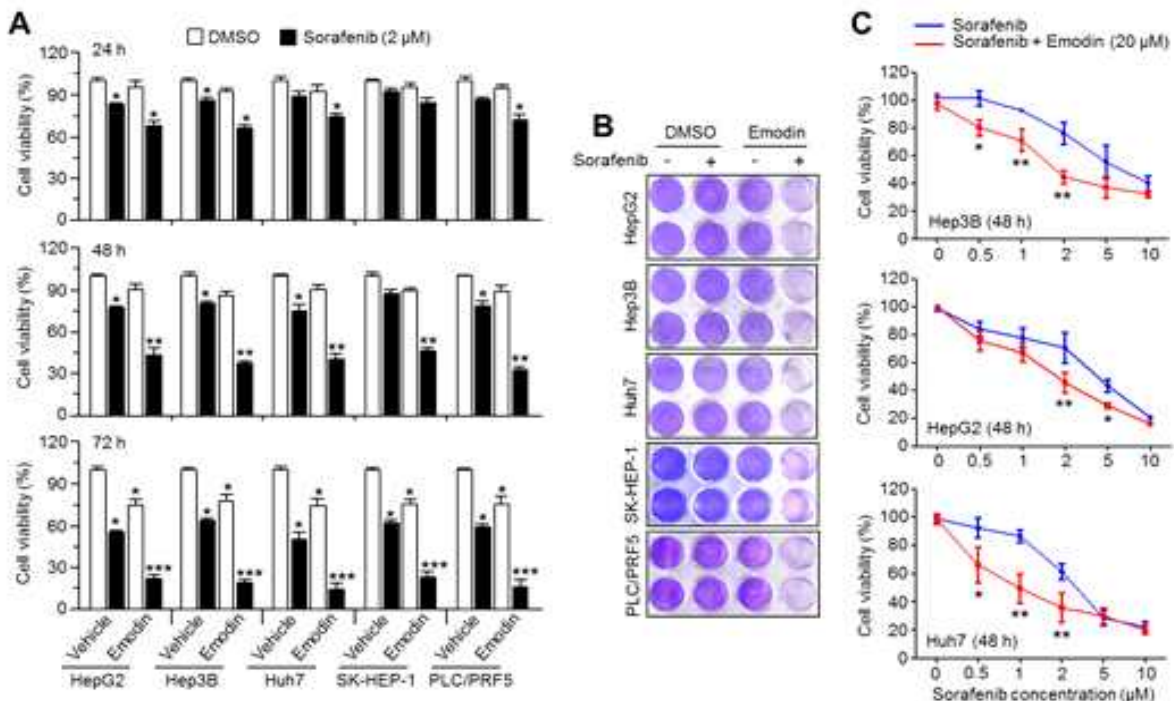 A
DMSO Sorafenib (2 µM)
24 h
Cell viability (%)
120
90
60
30
0
* * * * * *
48 h
Cell viability (%)
120
90
60
30
0
* ** * ** * ** ** * **
72 h
Cell viability (%)
120
90
60
30
0
* * *** * * *** * * *** * * *** * * ***
Vehicle Emodin Vehicle Emodin Vehicle Emodin Vehicle Emodin Vehicle Emodin
HepG2 Hep3B Huh7 SK-HEP-1 PLC/PRF5
B
DMSO Emodin
Sorafenib - + - +
HepG2
Hep3B
Huh7
SK-HEP-1
PLC/PRF5
C
Sorafenib
Sorafenib + Emodin (20 µM)
Cell viability (%)
120
100
80
60
40
20
0
* ** **
Hep3B (48 h)
0 0.5 1 2 5 10
Cell viability (%)
120
100
80
60
40
20
0
** *
HepG2 (48 h)
0 0.5 1 2 5 10
Cell viability (%)
120
100
80
60
40
20
0
* ** **
Huh7 (48 h)
0 0.5 1 2 5 10
Sorafenib concentration (µM)